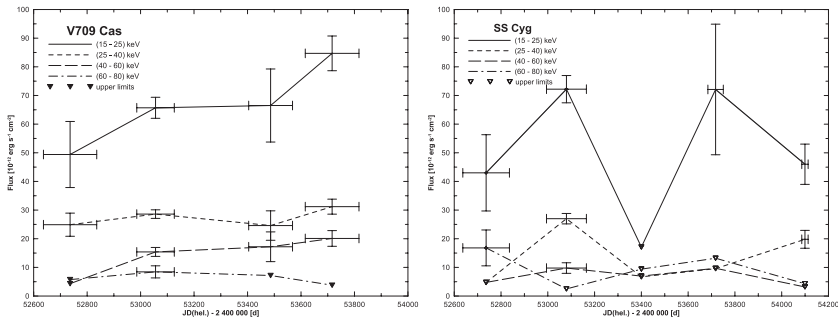 V709 Cas
(15 - 25) keV
(25 - 40) keV
(40 - 60) keV
(60 - 80) keV
upper limits
Flux [10⁻¹² erg s⁻¹ cm⁻²]
100
90
80
70
60
50
40
30
20
10
0
52600 52800 53000 53200 53400 53600 53800 54000
JD(hel.) - 2 400 000 [d]
SS Cyg
(15 - 25) keV
(25 - 40) keV
(40 - 60) keV
(60 - 80) keV
upper limits
Flux [10⁻¹² erg s⁻¹ cm⁻²]
100
90
80
70
60
50
40
30
20
10
0
52600 52800 53000 53200 53400 53600 53800 54000 54200
JD(hel.) - 2 400 000 [d]